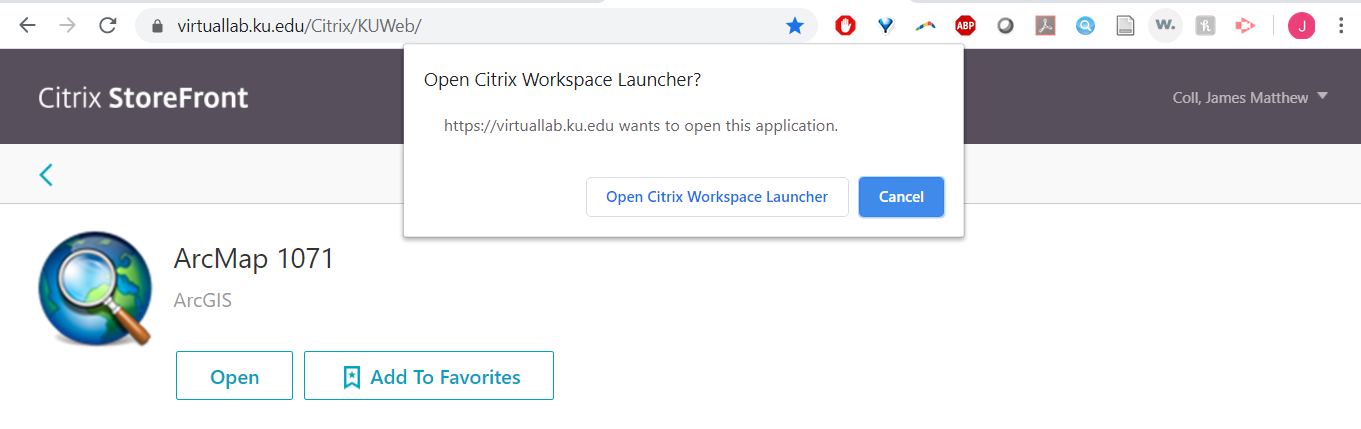 virtuallab.ku.edu/Citrix/KUWeb/
ABP
W.
h
J
Open Citrix Workspace Launcher?
https://virtuallab.ku.edu wants to open this application.
Open Citrix Workspace Launcher
Cancel
Citrix StoreFront
Coll, James Matthew
ArcMap 1071
ArcGIS
Open
Add To Favorites